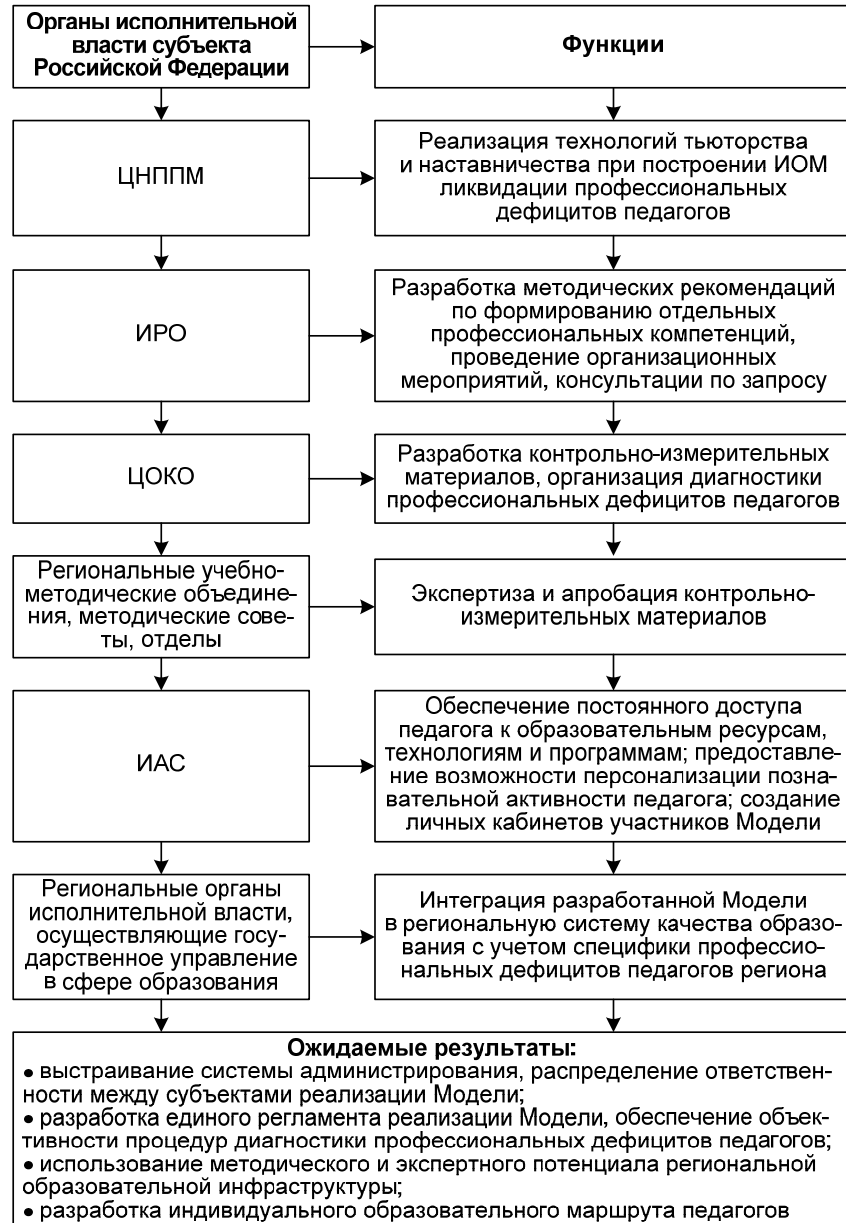 Органы исполнительной
власти субъекта
Российской Федерации
Функции
ЦНППМ
Реализация технологий тьюторства
и наставничества при построении ИОМ
ликвидации профессиональных
дефицитов педагогов
ИРО
Разработка методических рекомендаций
по формированию отдельных
профессиональных компетенций,
проведение организационных
мероприятий, консультации по запросу
ЦОКО
Разработка контрольно-измерительных
материалов, организация диагностики
профессиональных дефицитов педагогов
Региональные учебно-
методические объедине-
ния, методические сове-
ты, отделы
Экспертиза и апробация контрольно-
измерительных материалов
ИАС
Обеспечение постоянного доступа
педагога к образовательным ресурсам,
технологиям и программам; предоставле-
ние возможности персонализации позна-
вательной активности педагога; создание
личных кабинетов участников Модели
Региональные органы
исполнительной власти,
осуществляющие госу-
дарственное управление
в сфере образования
Интеграция разработанной Модели
в региональную систему качества образо-
вания с учетом специфики профессио-
нальных дефицитов педагогов региона
Ожидаемые результаты:
• выстраивание системы администрирования, распределение ответствен-
ности между субъектами реализации Модели;
• разработка единого регламента реализации Модели, обеспечение объек-
тивности процедур диагностики профессиональных дефицитов педагогов;
• использование методического и экспертного потенциала региональной
образовательной инфраструктуры;
• разработка индивидуального образовательного маршрута педагогов